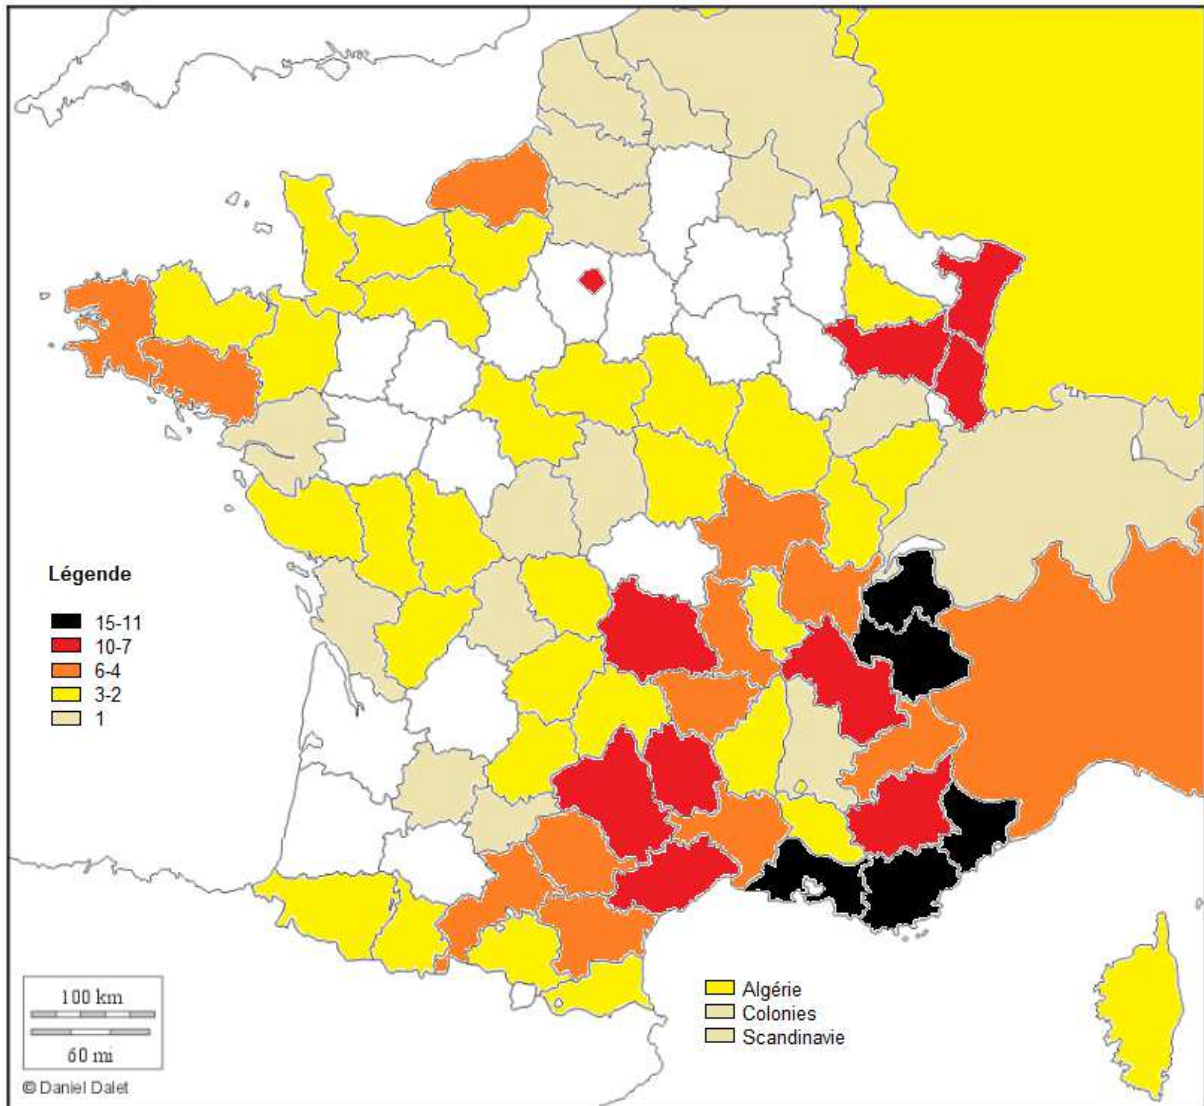 Légende
15-11
10-7
6-4
3-2
1
Algérie
Colonies
Scandinavie
100 km
60 mi
© Daniel Dalet